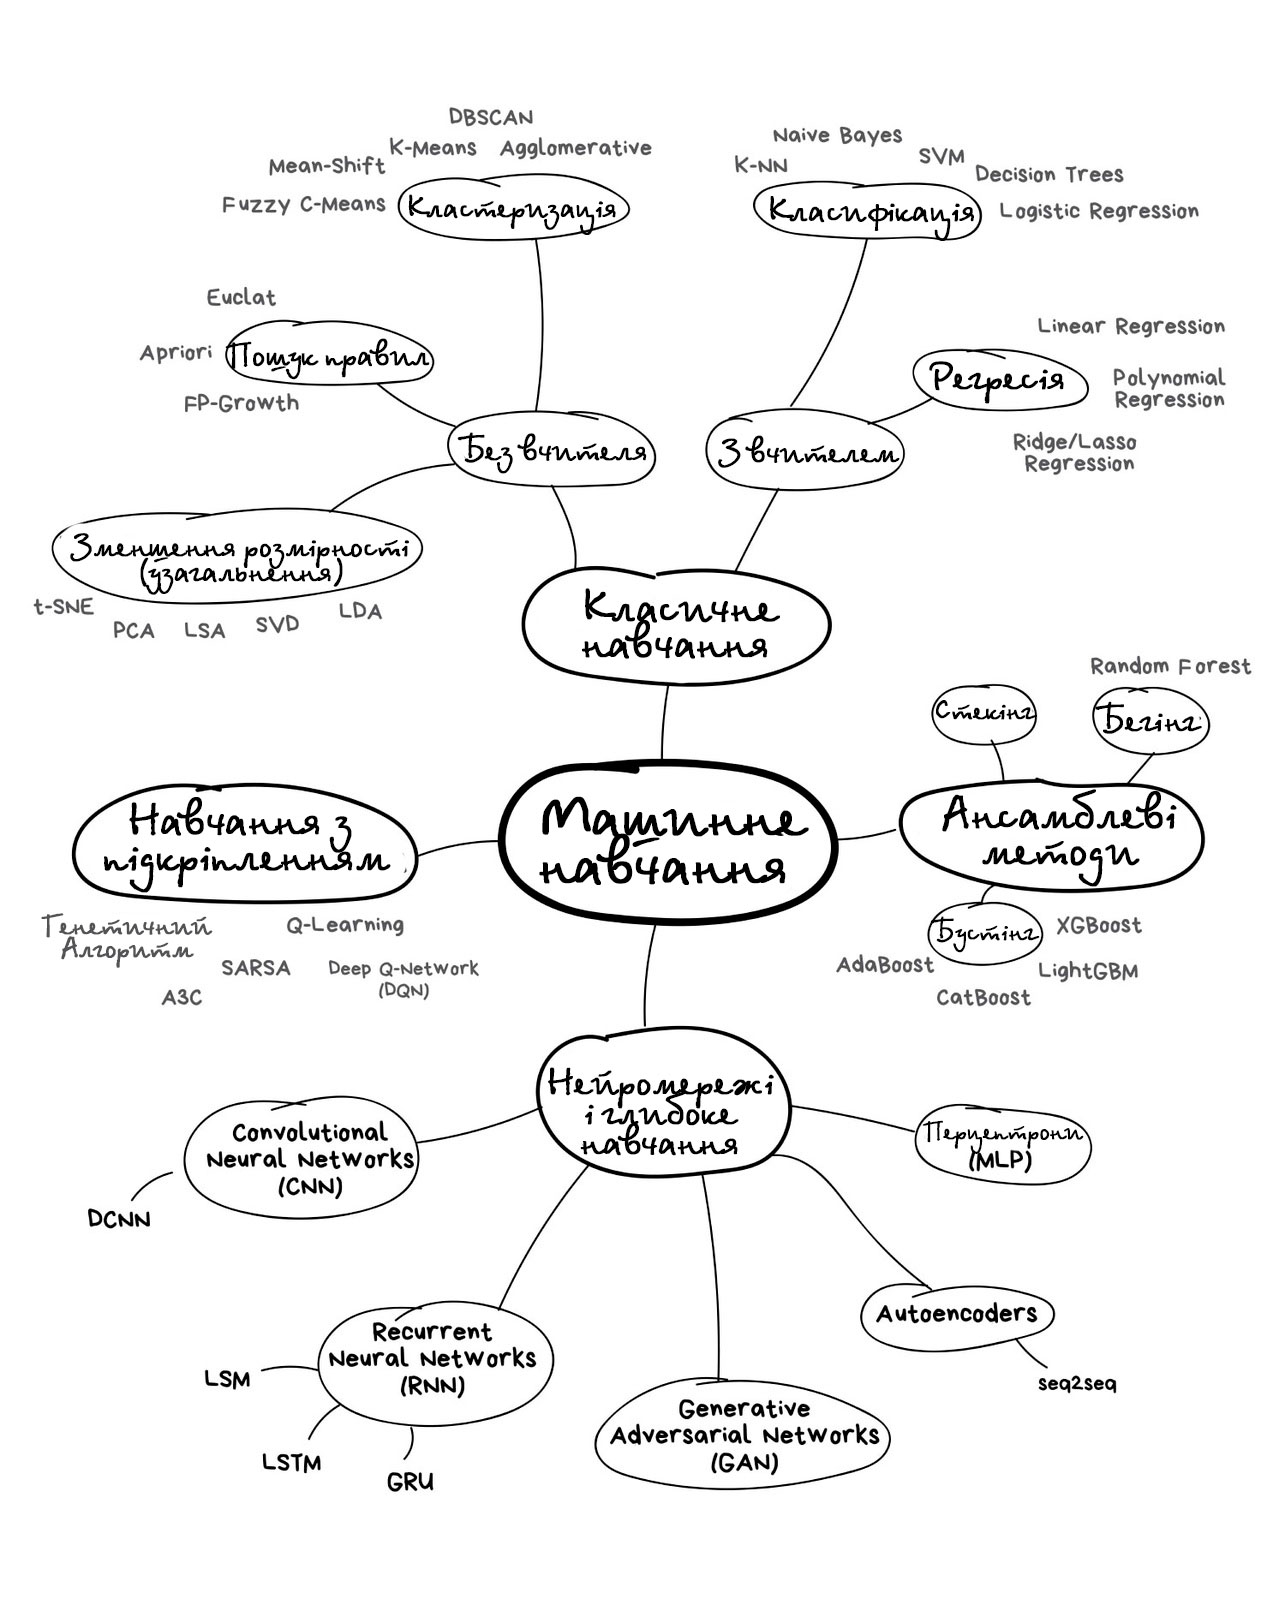 DBSCAN
K-Means
Agglomerative
Mean-Shift
Fuzzy C-Means
Кластеризація
Naive Bayes
K-NN
SVM
Decision Trees
Класифікація
Logistic Regression
Euclat
Apriori
Пошук правил
FP-Growth
Linear Regression
Регресія
Polynomial
Regression
Ridge/Lasso
Regression
Без вчителя
З вчителем
Зменшення розмірності
(узагальнення)
t-SNE
PCA
LSA
SVD
LDA
Класичне
навчання
Random Forest
Стекінг
Бегінг
Навчання з
підкріпленням
Машинне
навчання
Ансамблеві
методи
Генетичний
Алгоритм
Q-Learning
SARSA
Deep Q-Network
(DQN)
A3C
Бустінг
XGBoost
AdaBoost
LightGBM
CatBoost
Нейромережі
і глибоке
навчання
Convolutional
Neural Networks
(CNN)
DCNN
Перцептрони
(MLP)
Autoencoders
seq2seq
Recurrent
Neural Networks
(RNN)
LSM
LSTM
GRU
Generative
Adversarial Networks
(GAN)